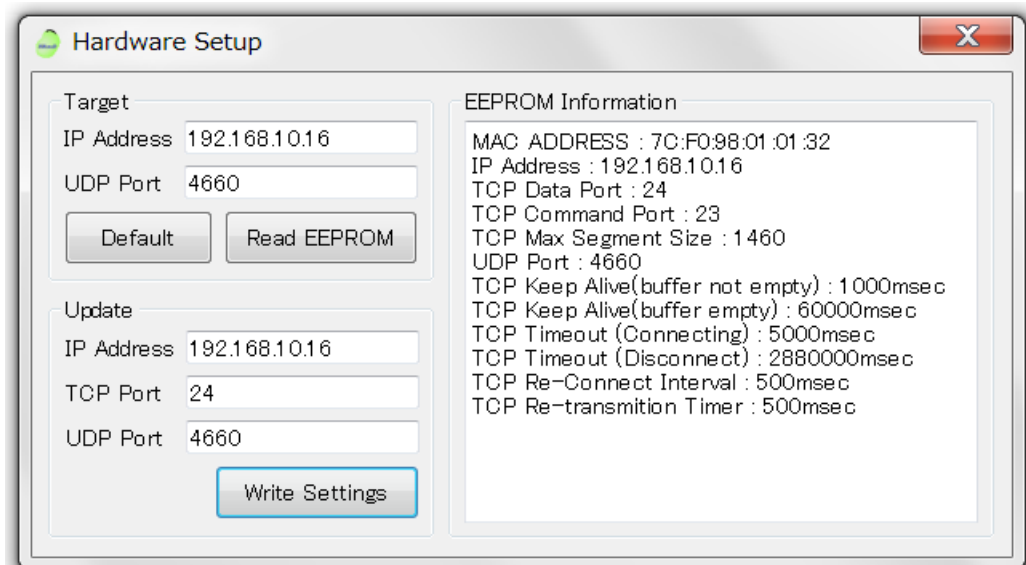 Hardware Setup
Target
IP Address 192.168.10.16
UDP Port 4660
Default Read EEPROM
Update
IP Address 192.168.10.16
TCP Port 24
UDP Port 4660
Write Settings
EEPROM Information
MAC ADDRESS : 7C:F0:98:01:01:32
IP Address : 192.168.10.16
TCP Data Port : 24
TCP Command Port : 23
TCP Max Segment Size : 1460
UDP Port : 4660
TCP Keep Alive(buffer not empty) : 1000msec
TCP Keep Alive(buffer empty) : 60000msec
TCP Timeout (Connecting) : 5000msec
TCP Timeout (Disconnect) : 2880000msec
TCP Re-Connect Interval : 500msec
TCP Re-transmition Timer : 500msec